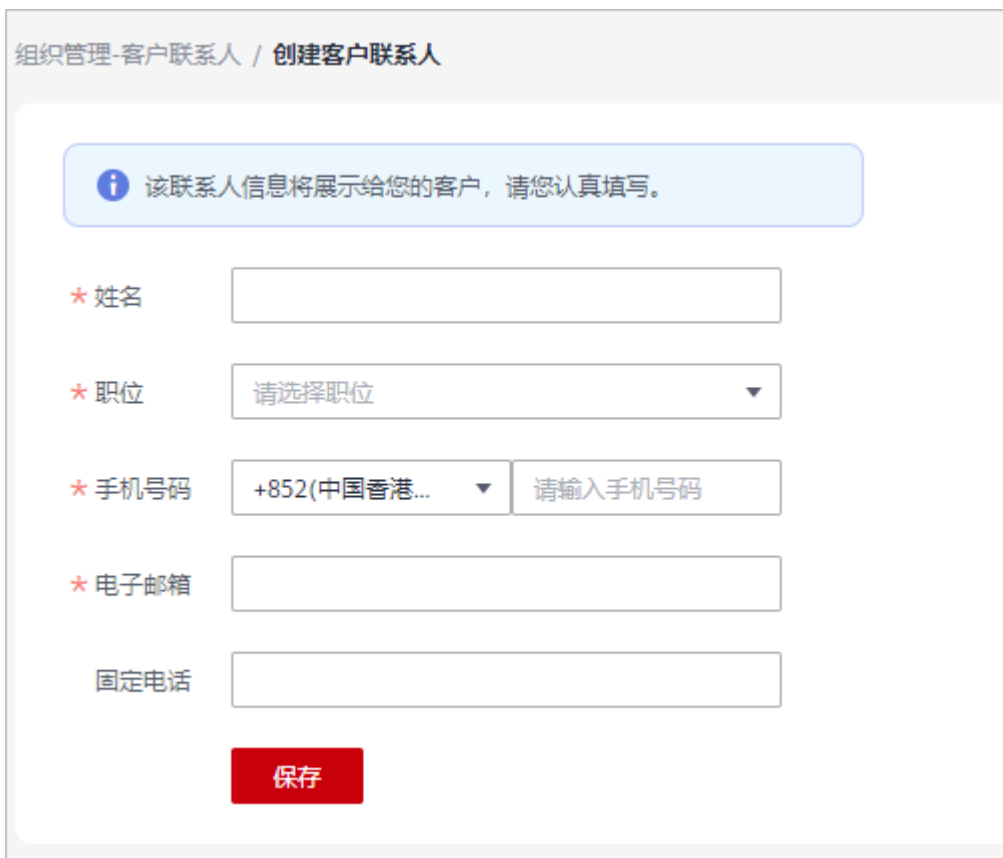 组织管理-客户联系人 / 创建客户联系人
该联系人信息将展示给您的客户，请您认真填写。
* 姓名
* 职位 请选择职位
* 手机号码 +852(中国香港... 请输入手机号码
* 电子邮箱
固定电话
保存